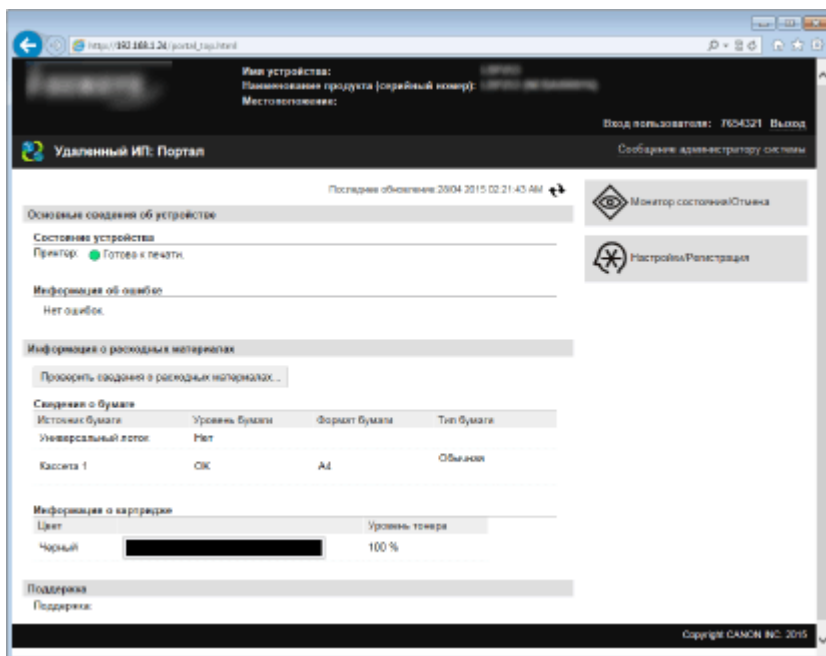 http://192.168.1.24/portal_top.html
Имя устройства:
Наименование продукта (серийный номер):
Местоположение:
Вход пользователя: 7654321 Выход
Удаленный ИП: Портал
Сообщение администратору системы
Последнее обновление 28/04 2015 02:21:43 AM
Монитор состояния/Отмена
Основные сведения об устройстве
Состояние устройства
Принтер: Готово к печати.
Настройки/Регистрация
Информация об ошибке
Нет ошибок.
Информация о расходных материалах
Проверить сведения о расходных материалах...
Сведения о бумаге
Источник бумаги Уровень бумаги Формат бумаги Тип бумаги
Универсальный лоток Нет
Кассета 1 OK A4 Обычная
Информация о картридже
Цвет Уровень тонера
Черный 100 %
Поддержка
Поддержка:
Copyright CANON INC. 2015